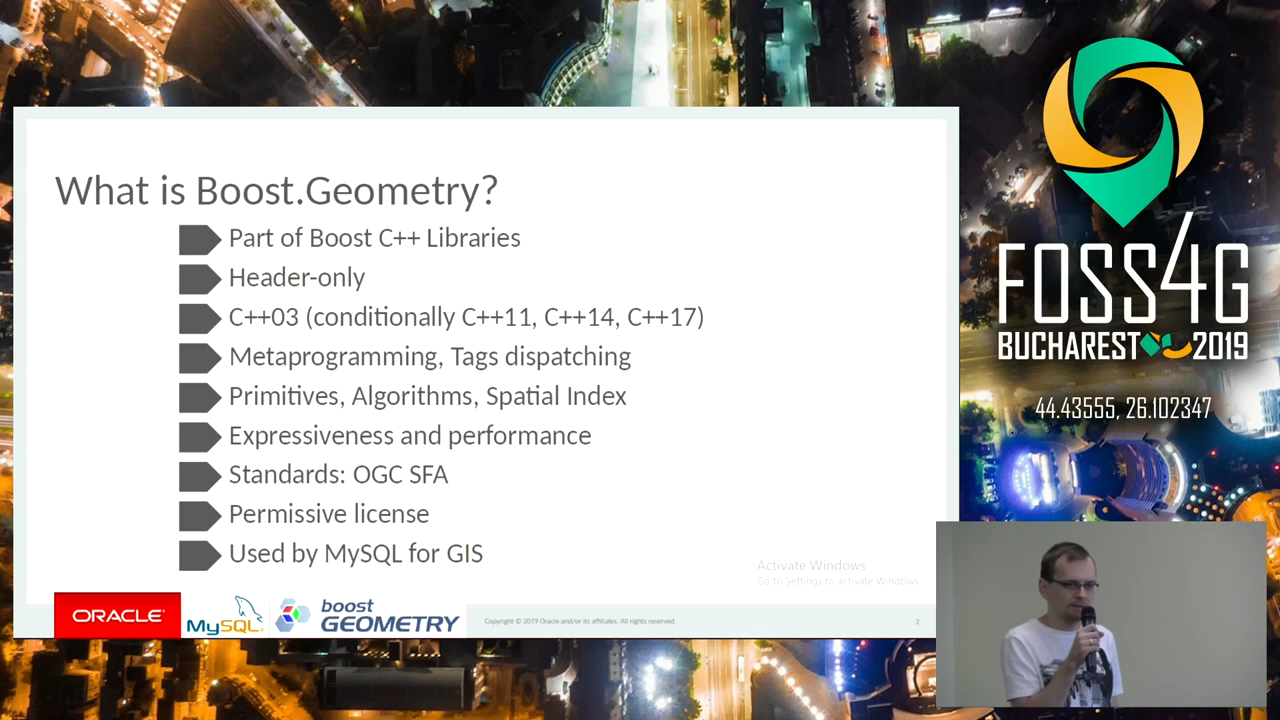 What is Boost.Geometry?
Part of Boost C++ Libraries
Header-only
C++03 (conditionally C++11, C++14, C++17)
Metaprogramming, Tags dispatching
Primitives, Algorithms, Spatial Index
Expressiveness and performance
Standards: OGC SFA
Permissive license
Used by MySQL for GIS
Activate Windows
Go to Settings to activate Windows.
ORACLE
MySQL
boost
GEOMETRY
Copyright © 2019 Oracle and/or its affiliates. All rights reserved.
2
FOSS4G
BUCHAREST 2019
44.43555, 26.102347